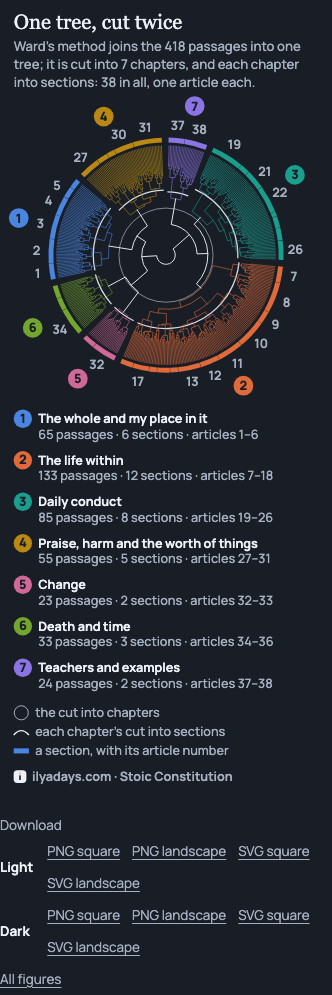 One tree, cut twice
Ward's method joins the 418 passages into one
tree; it is cut into 7 chapters, and each chapter
into sections: 38 in all, one article each.
4
7
30
31
37
38
19
27
21
3
22
5
4
1
3
2
26
1
7
8
6
34
9
10
32
11
5
17
13
12
2
1 The whole and my place in it
65 passages · 6 sections · articles 1–6
2 The life within
133 passages · 12 sections · articles 7–18
3 Daily conduct
85 passages · 8 sections · articles 19–26
4 Praise, harm and the worth of things
55 passages · 5 sections · articles 27–31
5 Change
23 passages · 2 sections · articles 32–33
6 Death and time
33 passages · 3 sections · articles 34–36
7 Teachers and examples
24 passages · 2 sections · articles 37–38
the cut into chapters
each chapter's cut into sections
a section, with its article number
ilyadays.com · Stoic Constitution
Download
Light
PNG square PNG landscape SVG square
SVG landscape
Dark
PNG square PNG landscape SVG square
SVG landscape
All figures